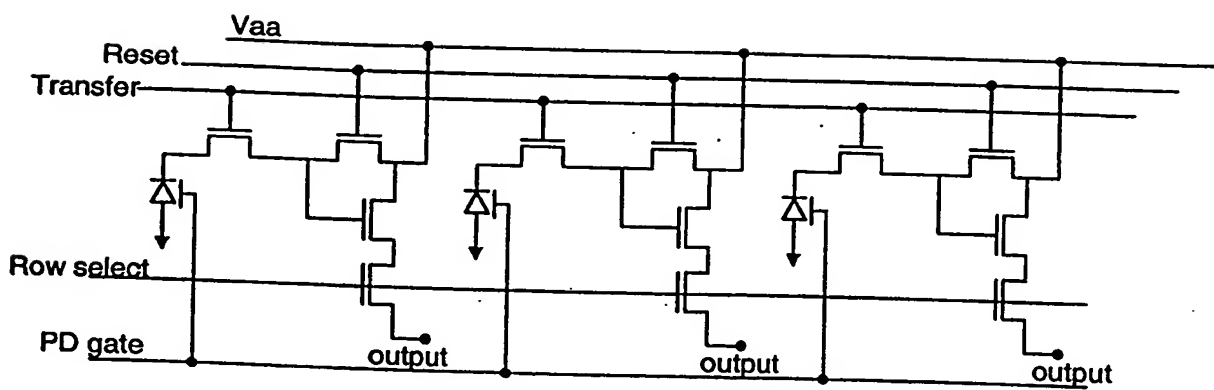 Vaa
Reset
Transfer
Row select
PD gate
output
output
output